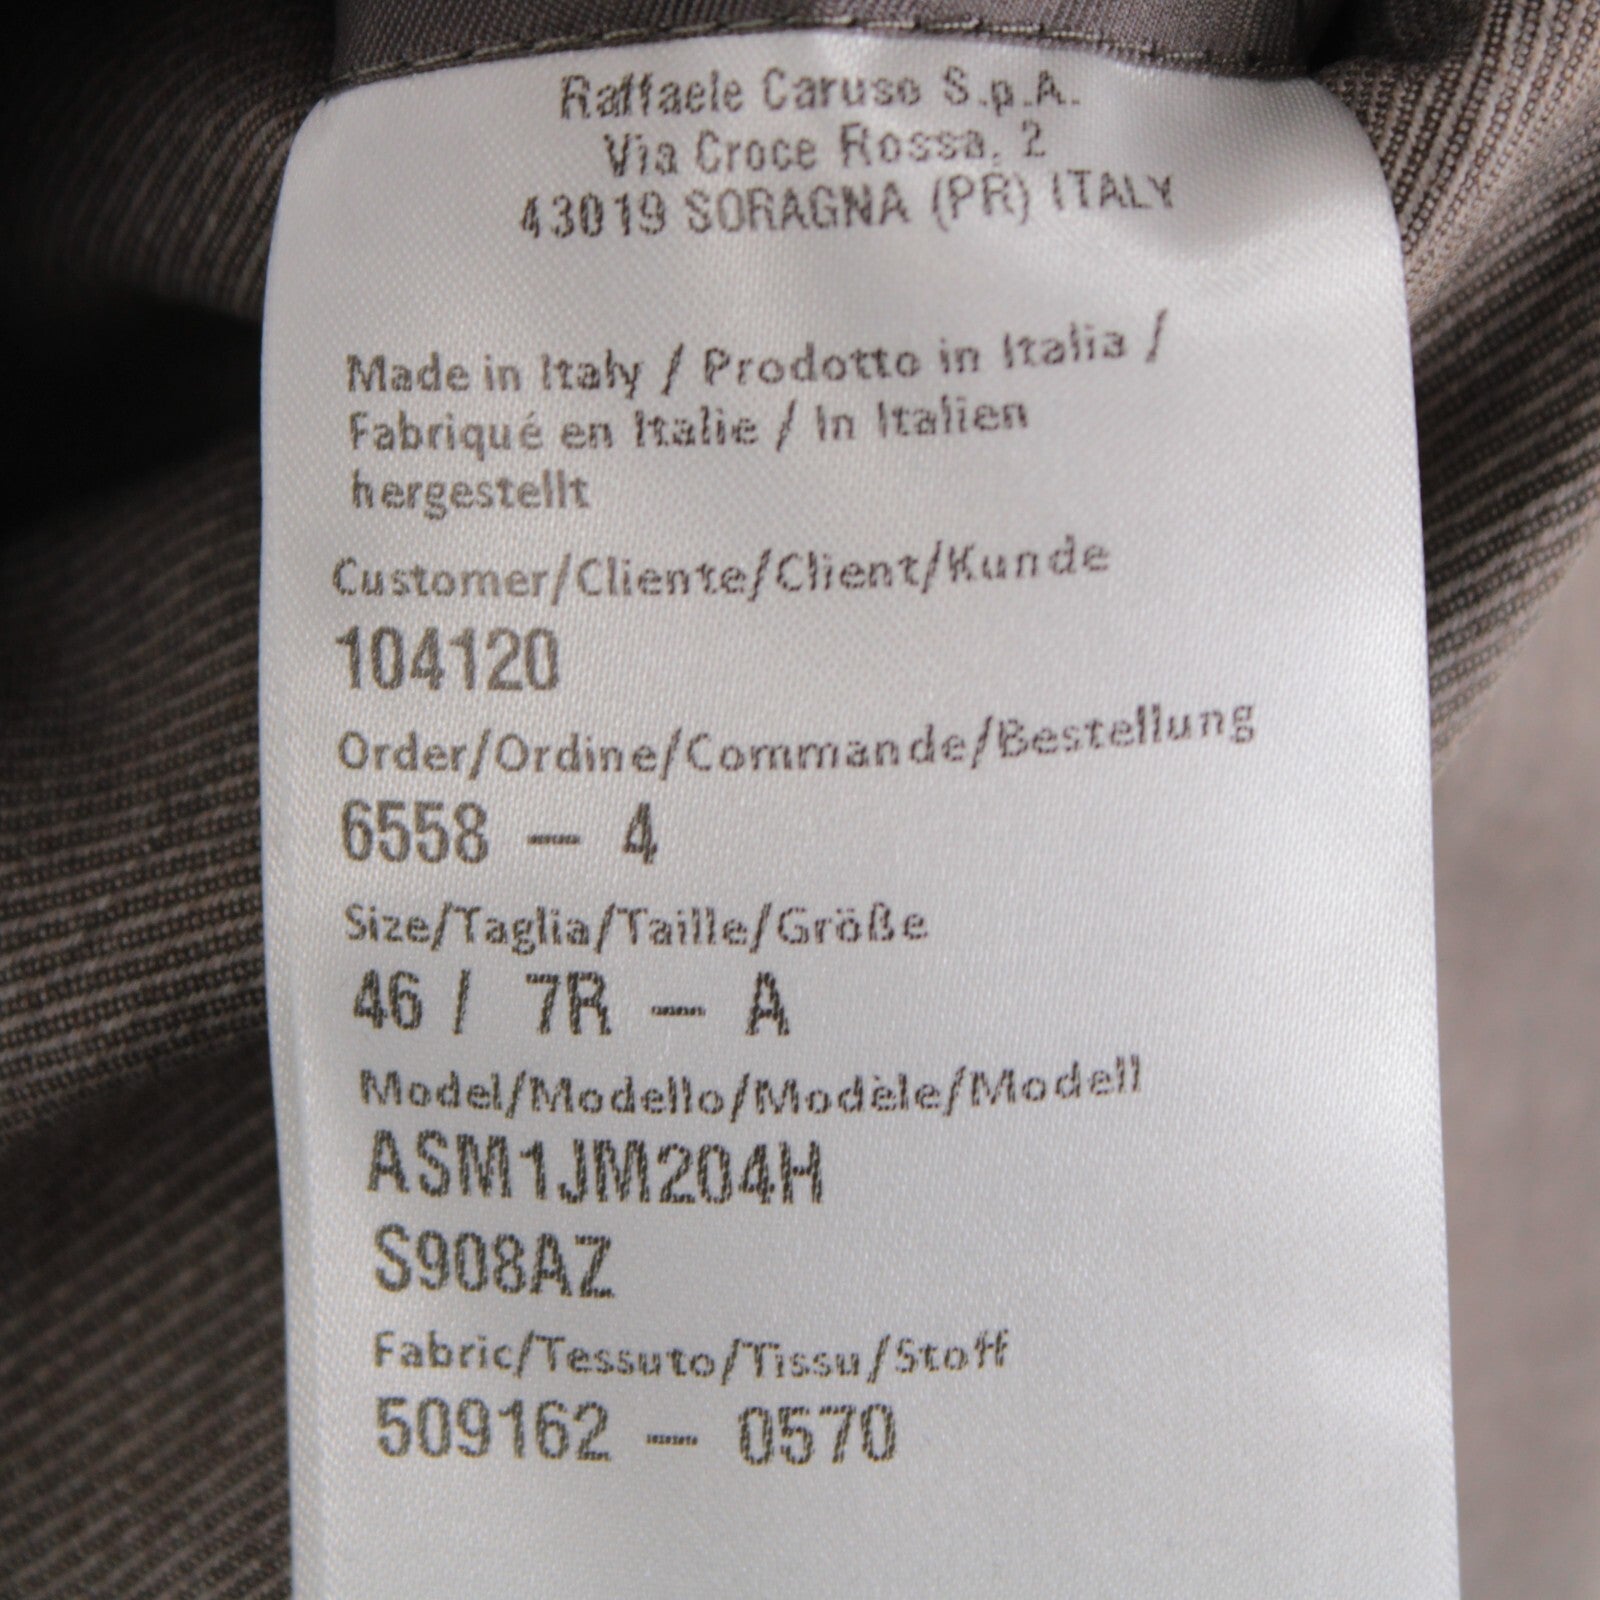 Raffaele Caruso S.p.A.
Via Croce Rossa, 2
43019 SORAGNA (PR) ITALY
Made in Italy / Prodotto in Italia /
Fabriqué en Italie / In Italien
hergestellt
Customer/Cliente/Client/Kunde
104120
Order/Ordine/Commande/Bestellung
6558 – 4
Size/Taglia/Taille/Größe
46 / 7R – A
Model/Modello/Modèle/Modell
ASM1JM204H
S908AZ
Fabric/Tessuto/Tissu/Stoff
509162 – 0570